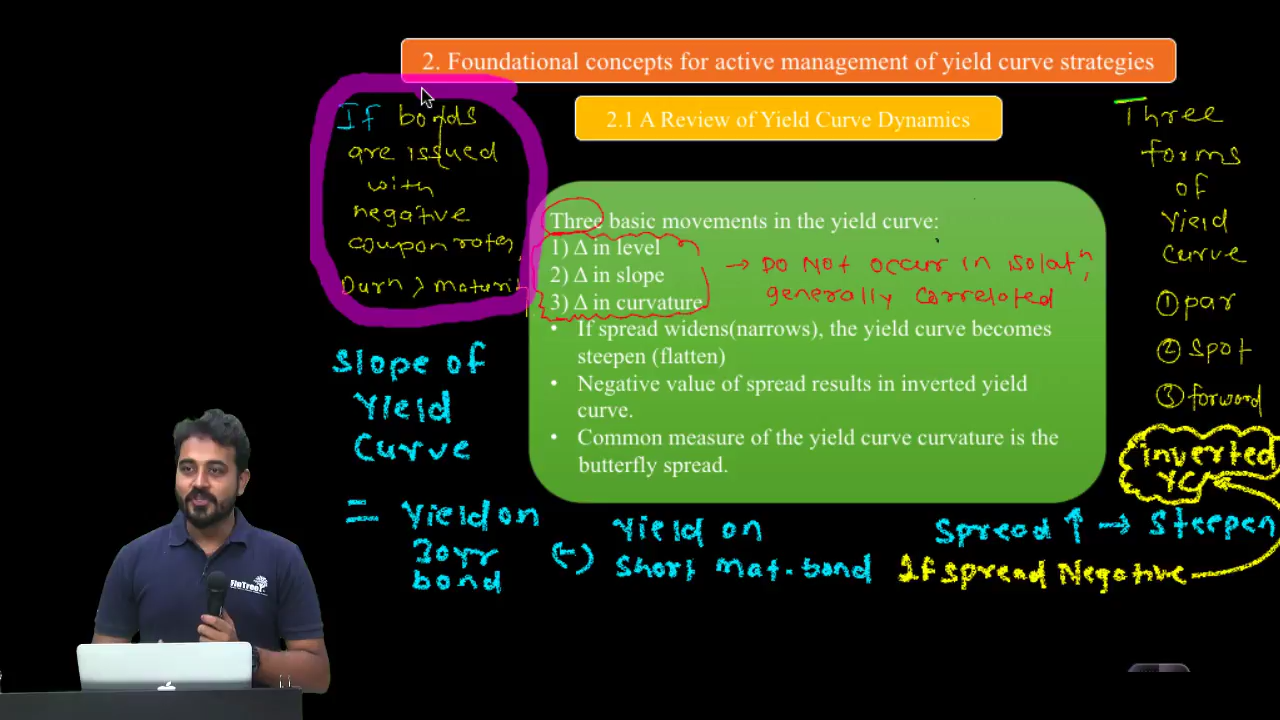 2. Foundational concepts for active management of yield curve strategies
2.1 A Review of Yield Curve Dynamics
If bonds
are issued
with
negative
coupon rates,
Durn > maturit
Three basic movements in the yield curve:
1) Δ in level
2) Δ in slope
3) Δ in curvature
→ DO NOT occur in isolatⁿ,
generally correlated
• If spread widens(narrows), the yield curve becomes
steepen (flatten)
• Negative value of spread results in inverted yield
curve.
• Common measure of the yield curve curvature is the
butterfly spread.
Three
forms
of
Yield
curve
① par
② Spot
③ forward
inverted
YC
Slope of
Yield
Curve
= Yield on
30yr
bond
(-) Yield on
Short mat. bond
Spread ↑ → Steepen
If spread Negative
FinTree